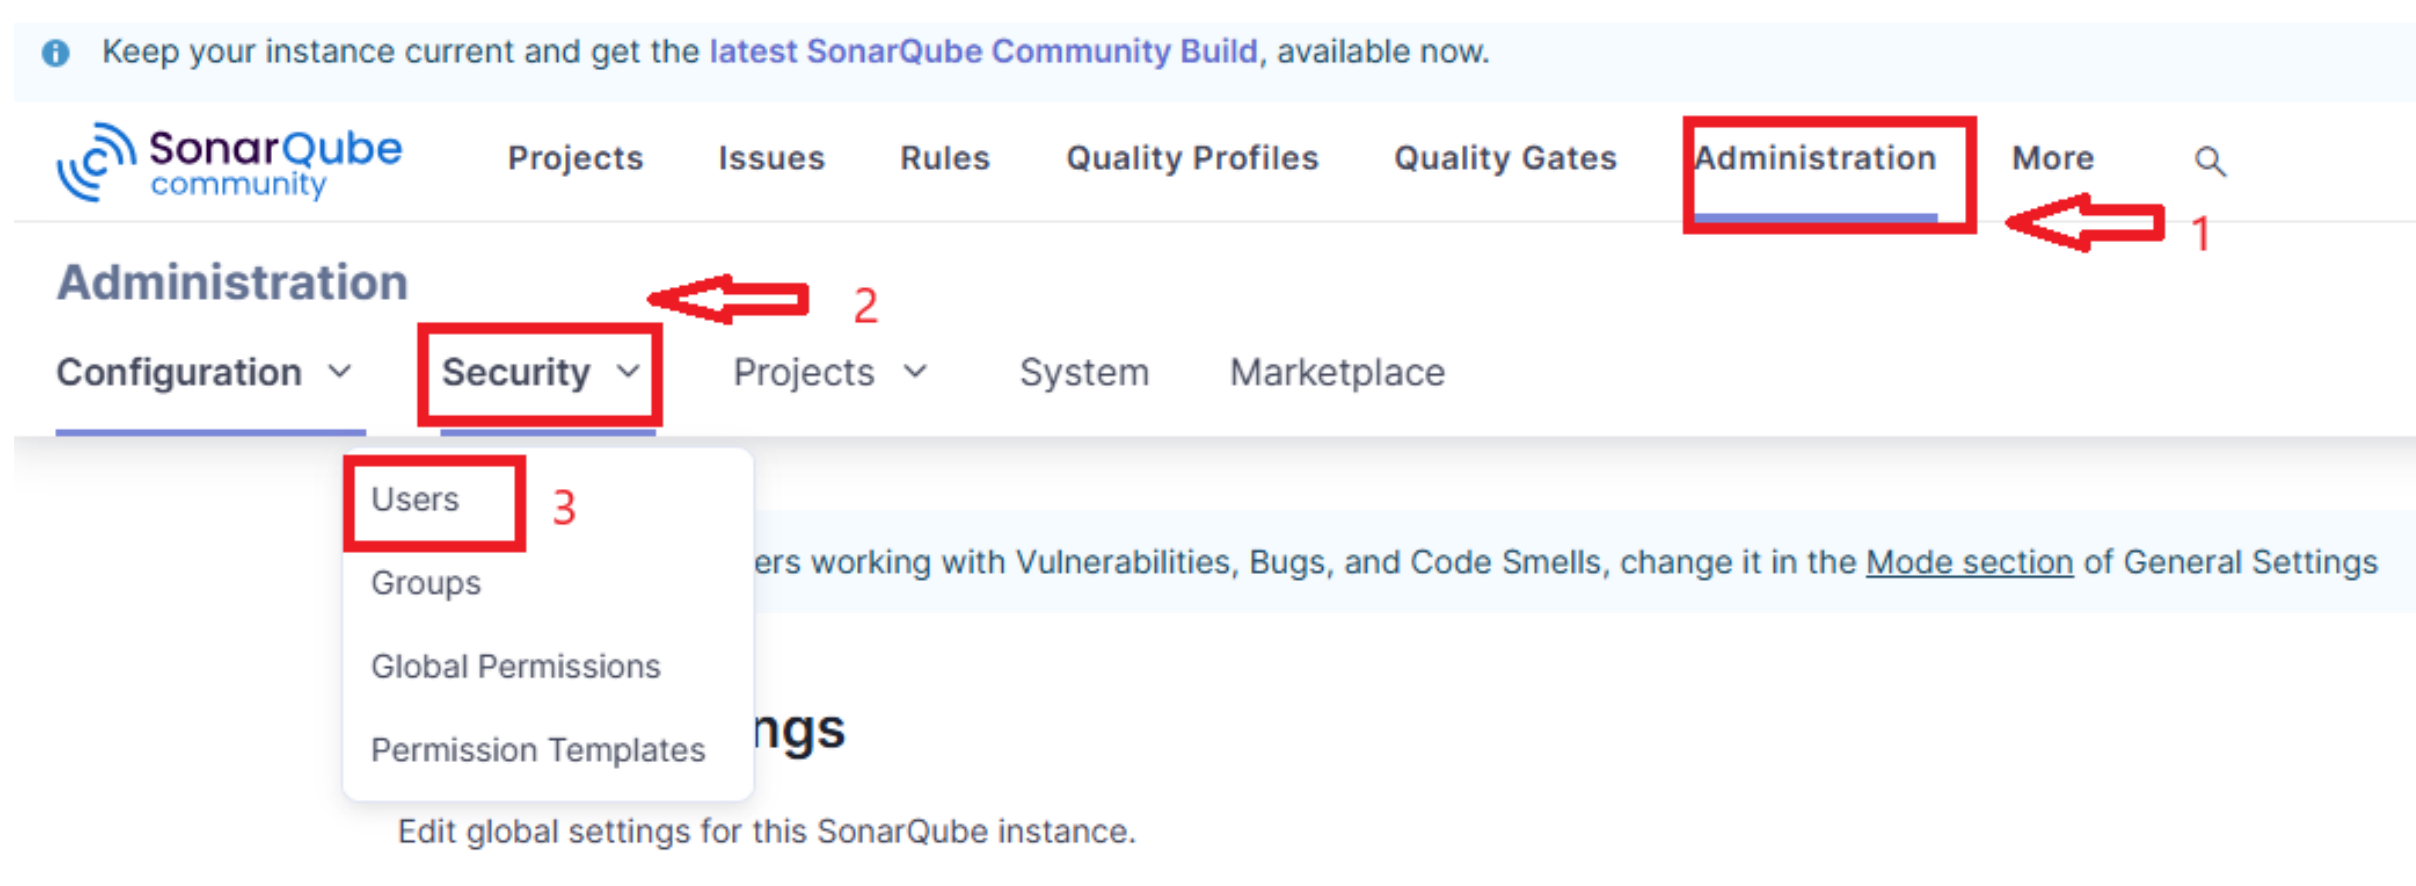 Keep your instance current and get the latest SonarQube Community Build, available now.
SonarQube community Projects Issues Rules Quality Profiles Quality Gates Administration More
1
Administration
2
Configuration Security Projects System Marketplace
Users 3
ers working with Vulnerabilities, Bugs, and Code Smells, change it in the Mode section of General Settings
Groups
Global Permissions
ngs
Permission Templates
Edit global settings for this SonarQube instance.